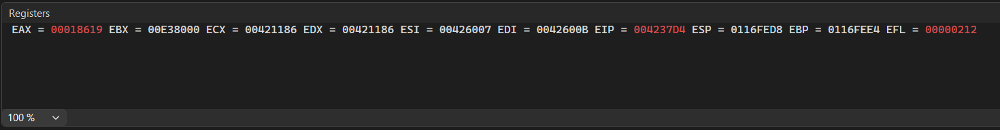 Registers
EAX = 00018619 EBX = 00E38000 ECX = 00421186 EDX = 00421186 ESI = 00426007 EDI = 0042600B EIP = 004237D4 ESP = 0116FED8 EBP = 0116FEE4 EFL = 00000212
100 %